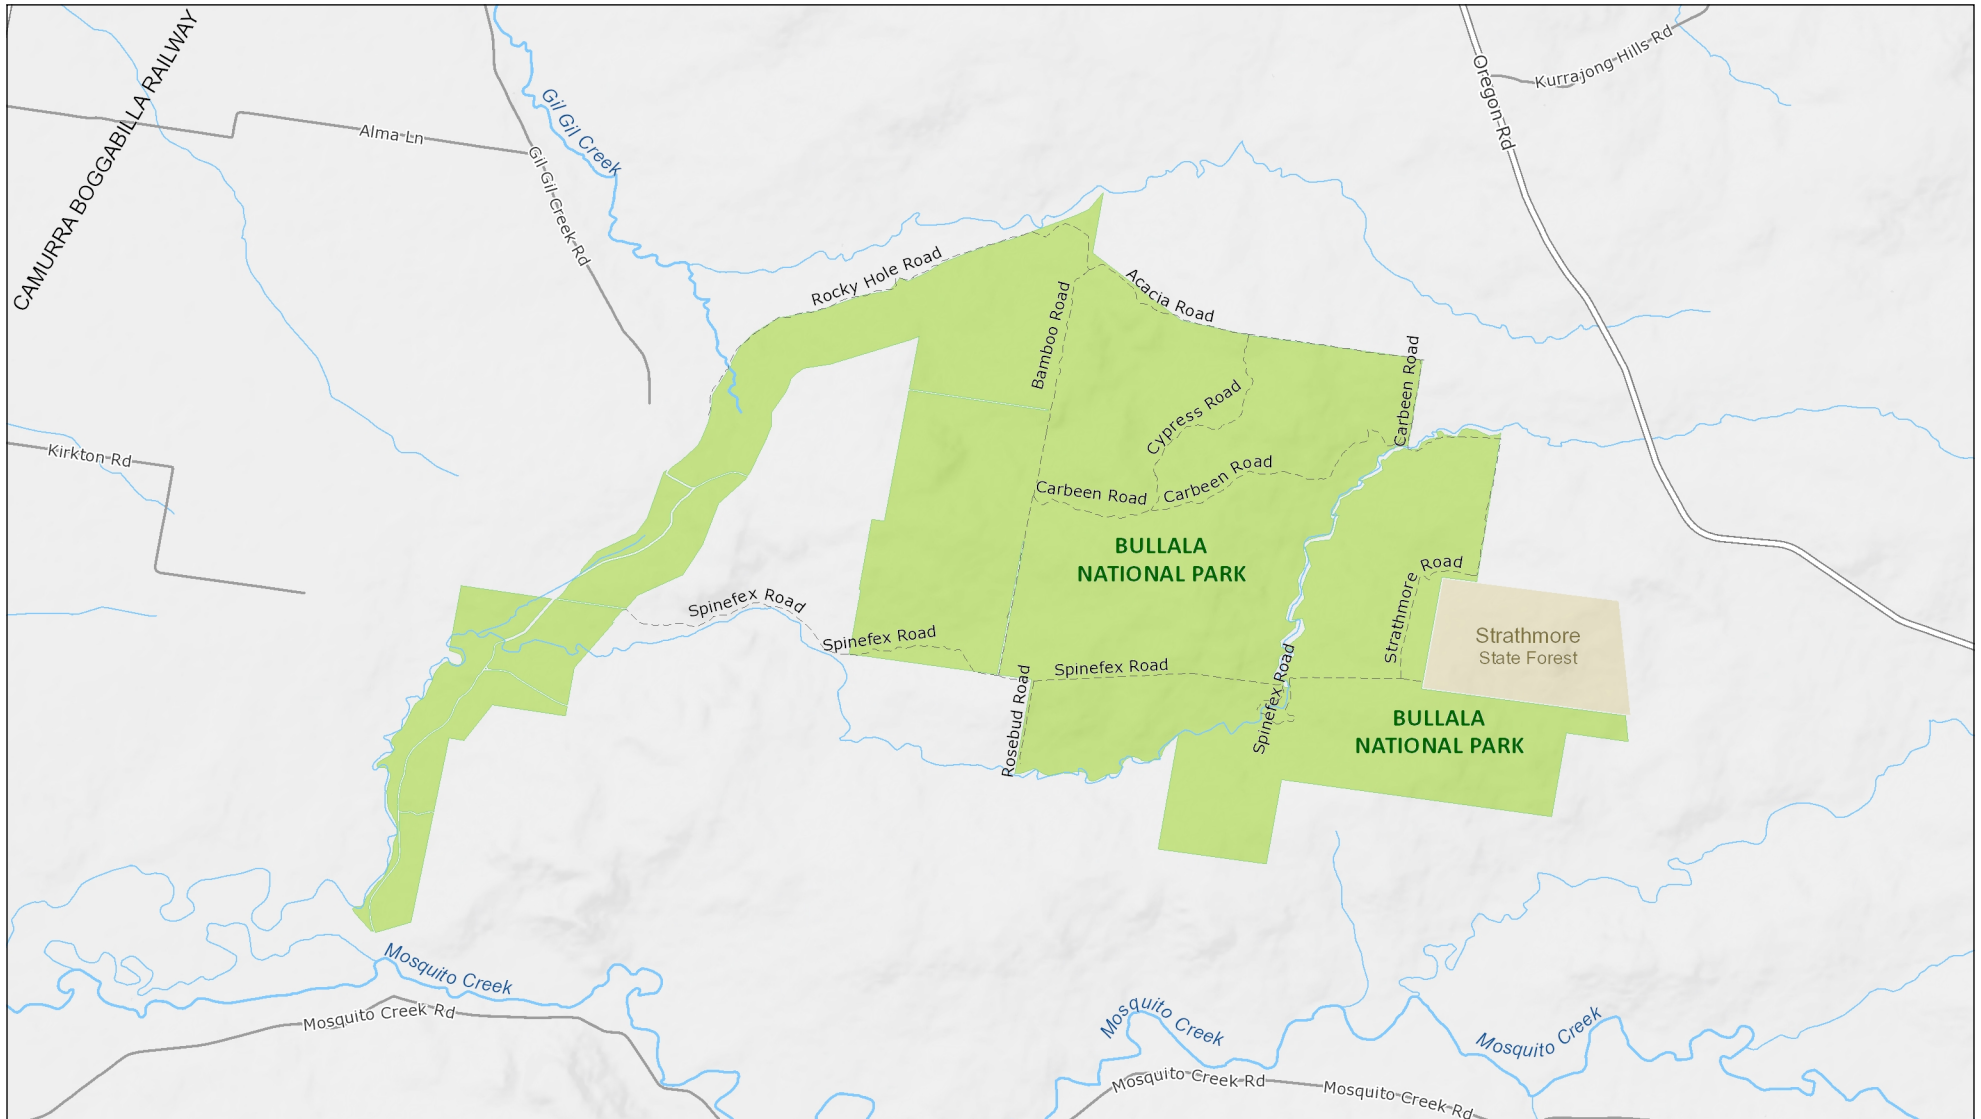 CAMURRA BOGGABILLA RAILWAY
Alma Ln
Gil Gil Creek
Gil-Gil-Creek-Rd
Oregon-Rd
Kurrajong-Hills-Rd
Rocky Hole Road
Acacia Road
Bamboo Road
Cypress Road
Carbeen Road
Carbeen Road
Carbeen Road
Kirkton Rd
BULLALA
NATIONAL PARK
Strathmore Road
Spinefex Road
Spinefex Road
Spinefex Road
Spinefex Road
Rosebud Road
Strathmore
State Forest
BULLALA
NATIONAL PARK
Mosquito Creek
Mosquito Creek Rd
Mosquito Creek
Mosquito Creek
Mosquito Creek Rd
Mosquito Creek Rd